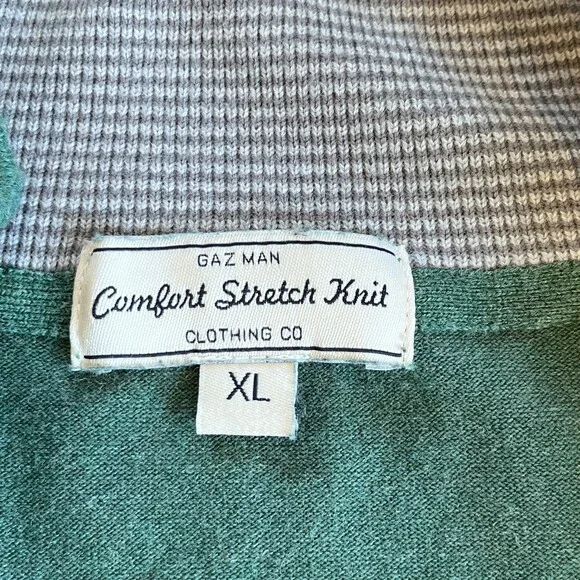 GAZ MAN
Comfort Stretch Knit
CLOTHING CO
XL